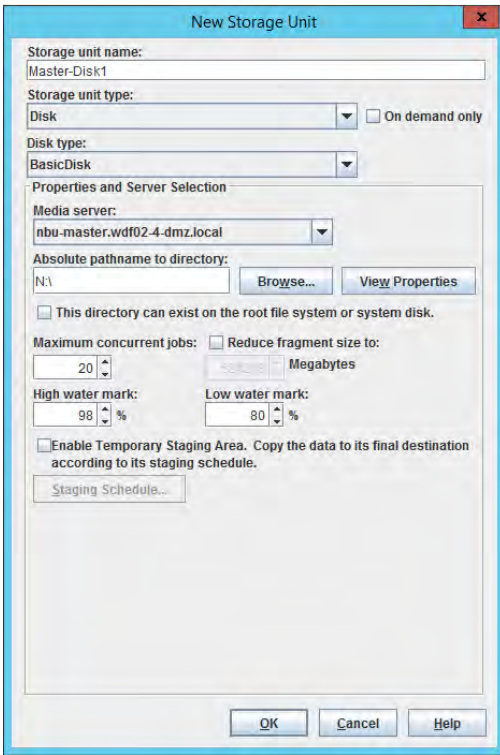 New Storage Unit
x
Storage unit name:
Master-Disk1
Storage unit type:
Disk
On demand only
Disk type:
BasicDisk
Properties and Server Selection
Media server:
nbu-master.wdf02-4-dmz.local
Absolute pathname to directory:
N:\
Browse...
View Properties
This directory can exist on the root file system or system disk.
Maximum concurrent jobs:
Reduce fragment size to:
20
Megabytes
High water mark:
Low water mark:
98 %
80 %
Enable Temporary Staging Area. Copy the data to its final destination
according to its staging schedule.
Staging Schedule...
OK
Cancel
Help